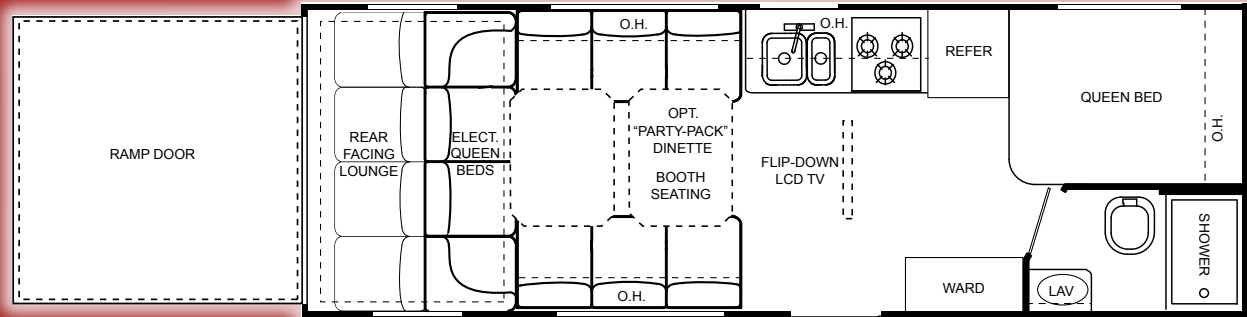 RAMP DOOR
REAR
FACING
LOUNGE
ELECT.
QUEEN
BEDS
O.H.
OPT.
“PARTY-PACK”
DINETTE
BOOTH
SEATING
O.H.
FLIP-DOWN
LCD TV
O.H.
REFER
QUEEN BED
O.H.
WARD
LAV
SHOWER